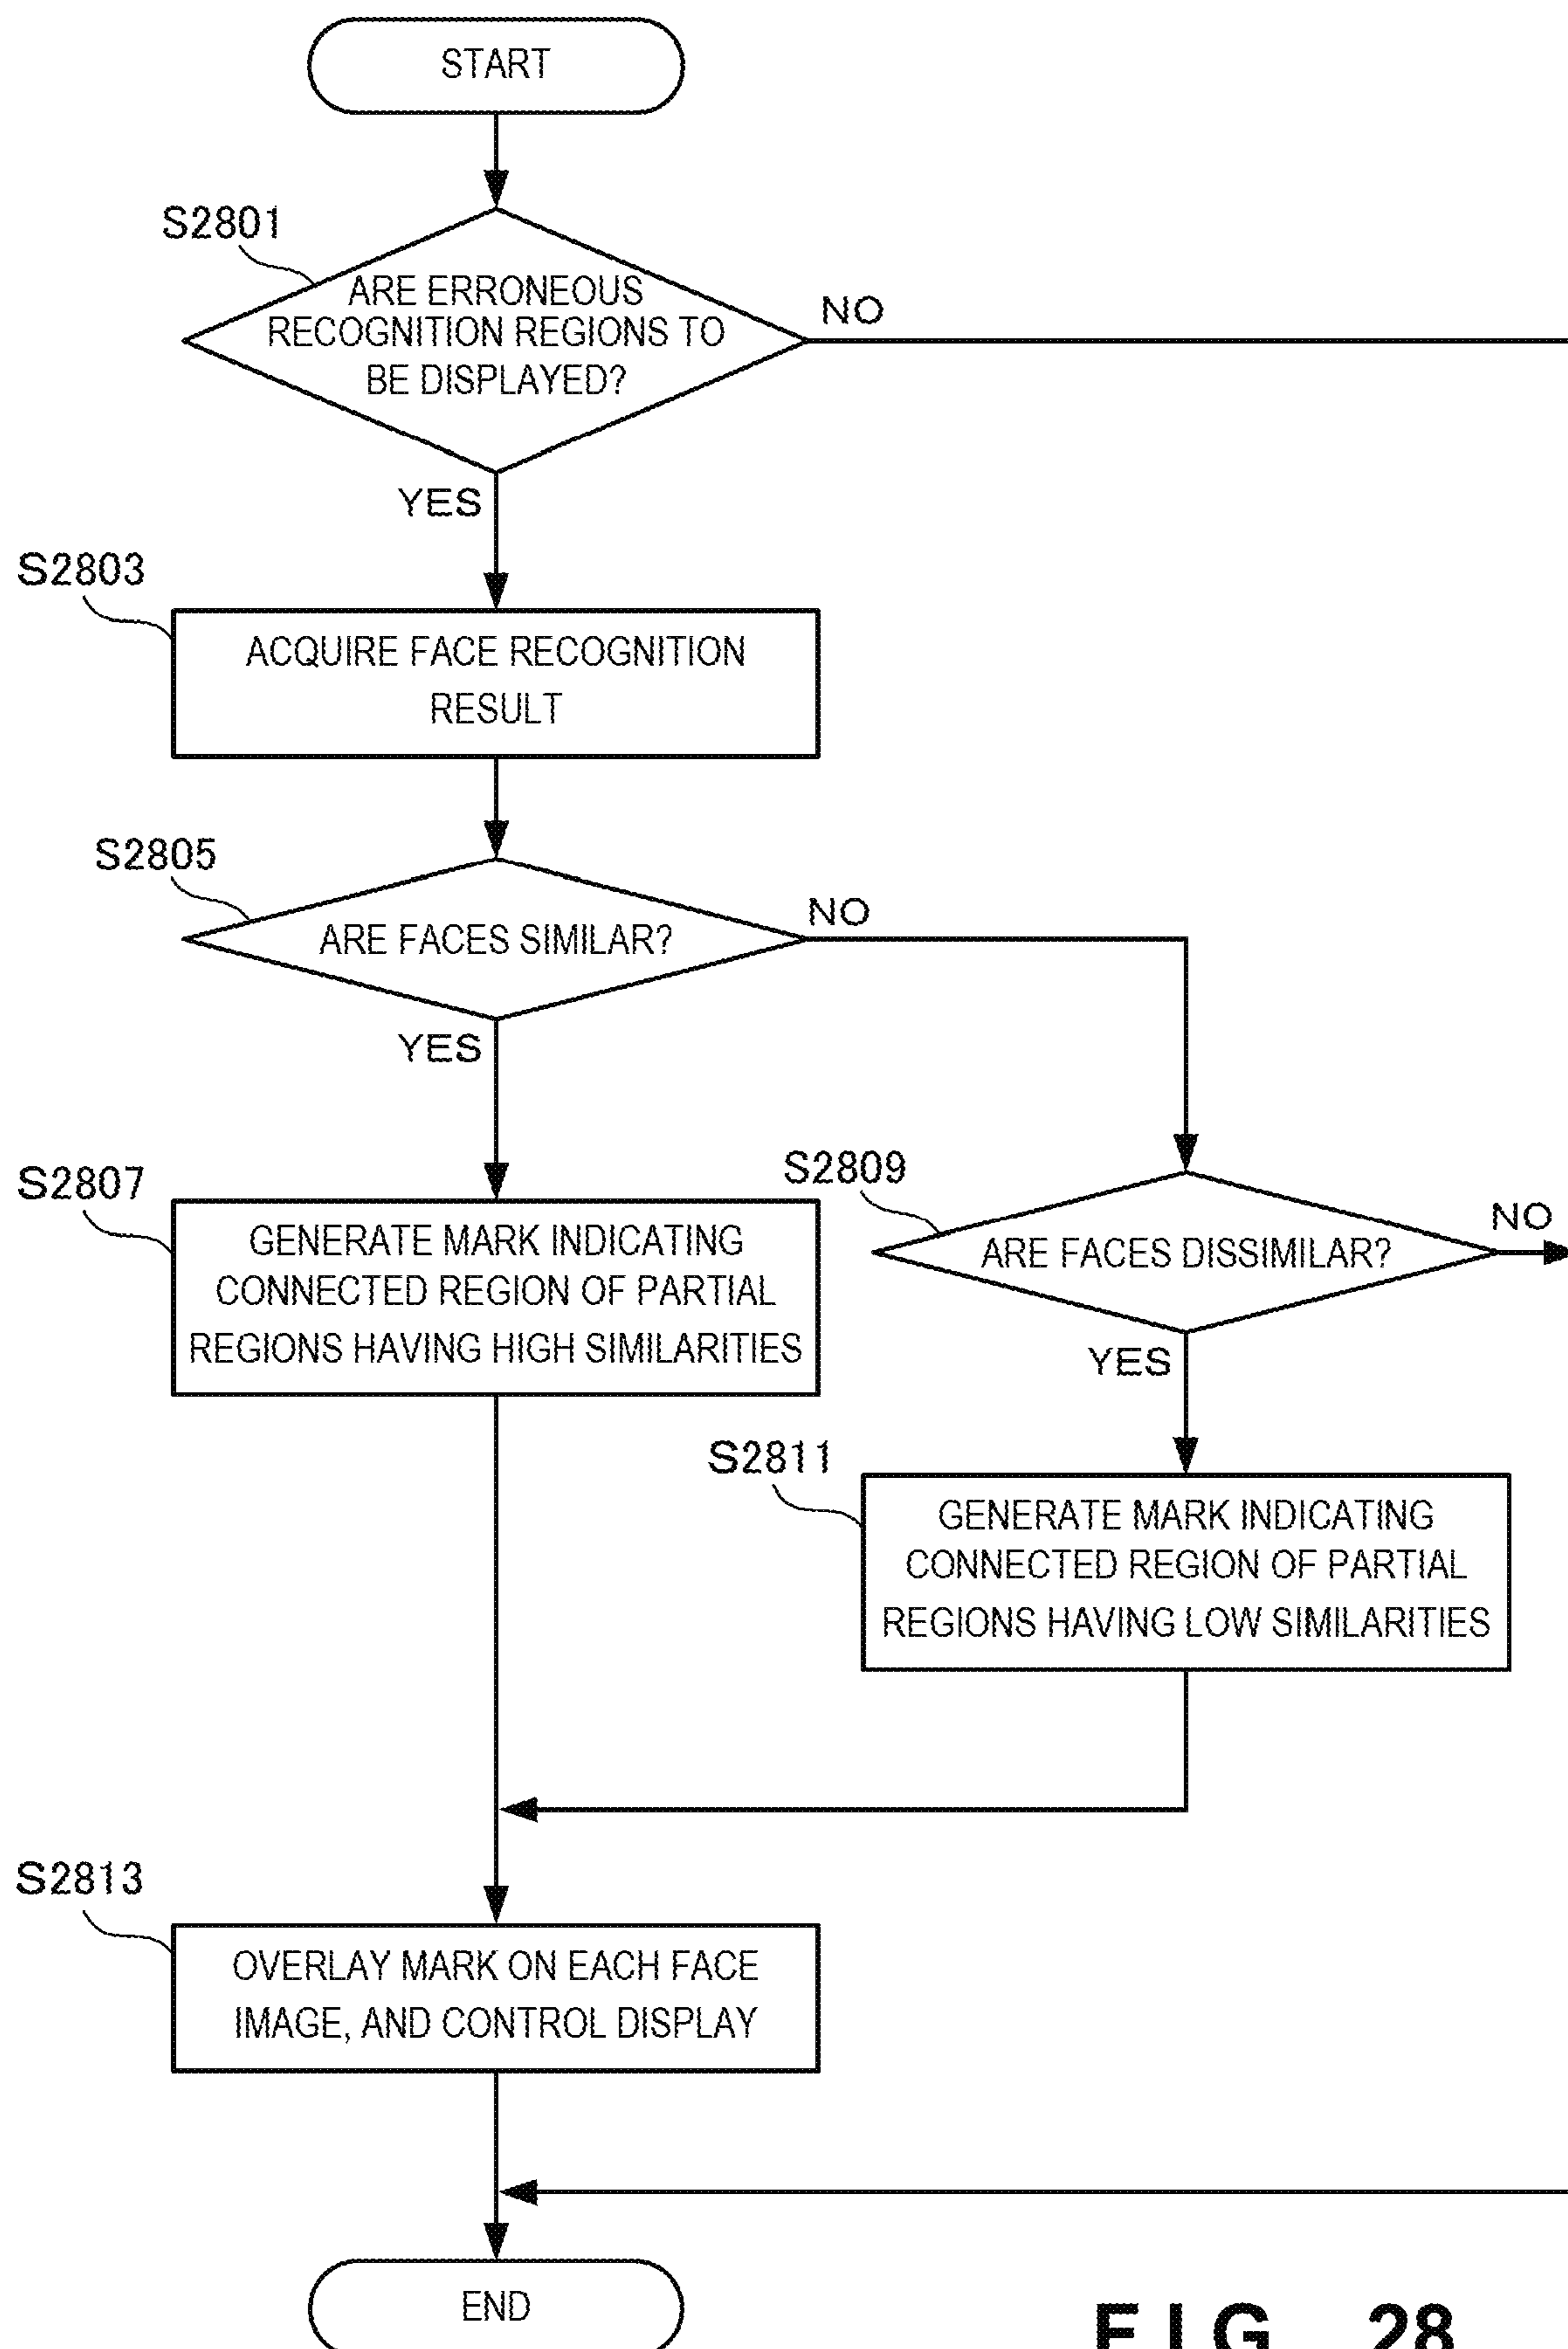 START
S2801
ARE ERRONEOUS
RECOGNITION REGIONS TO
BE DISPLAYED?
NO
YES
S2803
ACQUIRE FACE RECOGNITION
RESULT
S2805
ARE FACES SIMILAR?
NO
YES
S2807
GENERATE MARK INDICATING
CONNECTED REGION OF PARTIAL
REGIONS HAVING HIGH SIMILARITIES
S2809
ARE FACES DISSIMILAR?
NO
YES
S2811
GENERATE MARK INDICATING
CONNECTED REGION OF PARTIAL
REGIONS HAVING LOW SIMILARITIES
S2813
OVERLAY MARK ON EACH FACE
IMAGE, AND CONTROL DISPLAY
END
FIG. 28